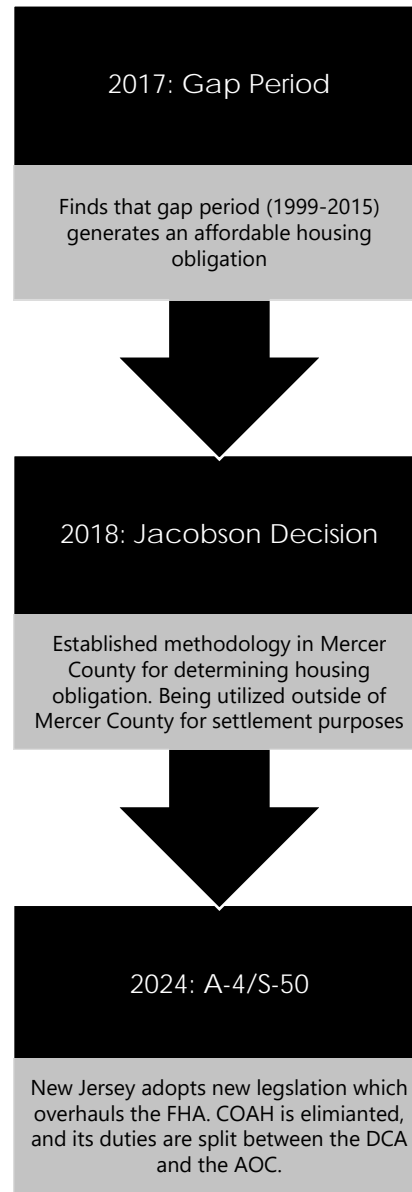 2017: Gap Period
Finds that gap period (1999-2015)
generates an affordable housing
obligation
2018: Jacobson Decision
Established methodology in Mercer
County for determining housing
obligation. Being utilized outside of
Mercer County for settlement purposes
2024: A-4/S-50
New Jersey adopts new legslation which
overhauls the FHA. COAH is elimianted,
and its duties are split between the DCA
and the AOC.